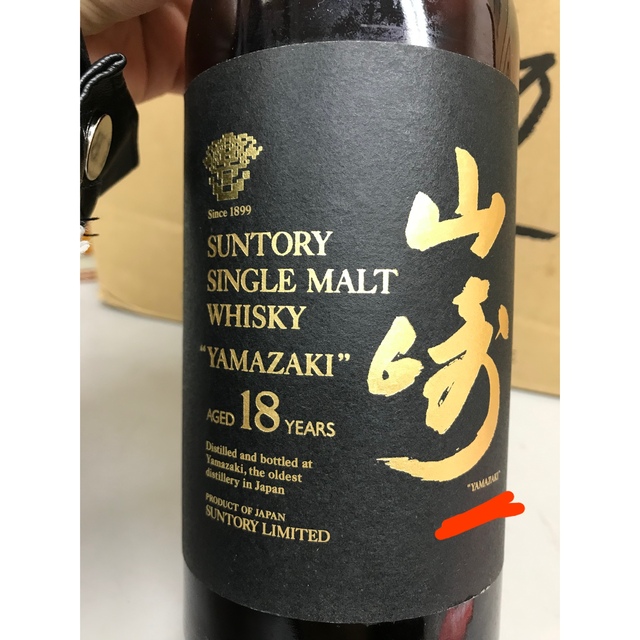 Since 1899
SUNTORY
SINGLE MALT
WHISKY
"YAMAZAKI"
AGED 18 YEARS
Distilled and bottled at
Yamazaki, the oldest
distillery in Japan
PRODUCT OF JAPAN
SUNTORY LIMITED
山崎
"YAMAZAKI"